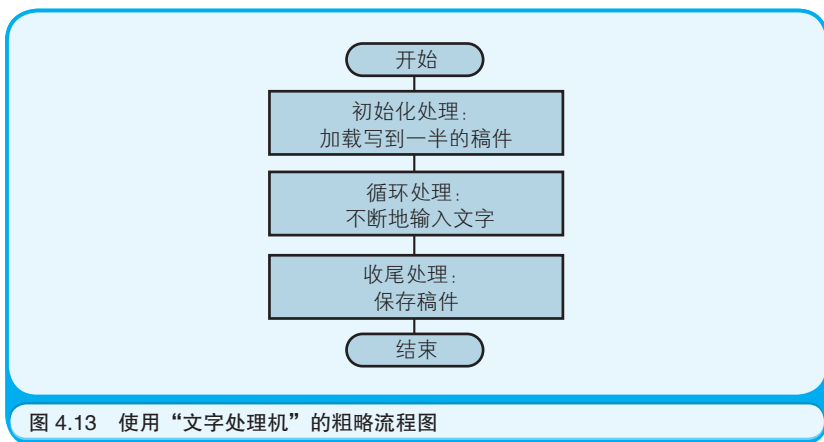 开始
初始化处理：
加载写到一半的稿件
循环处理：
不断地输入文字
收尾处理：
保存稿件
结束
图 4.13 使用“文字处理机”的粗略流程图